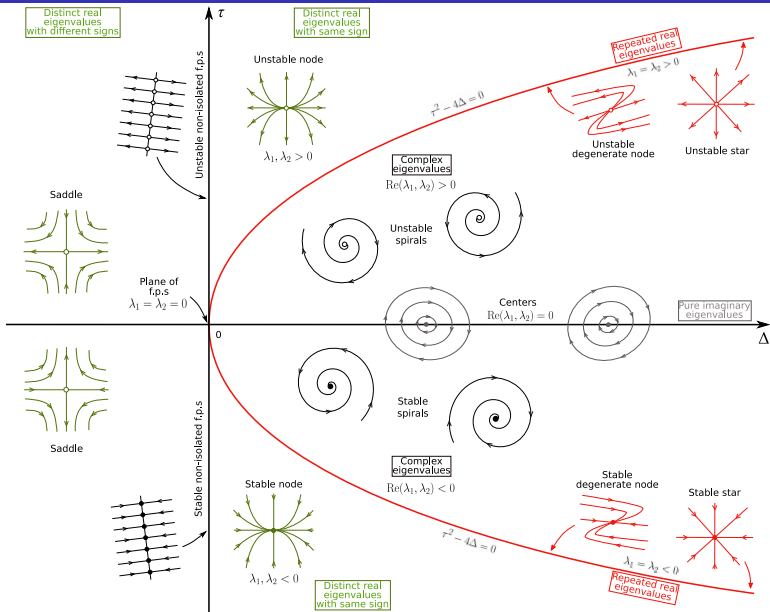 Distinct real
eigenvalues
with different signs
τ
Distinct real
eigenvalues
with same sign
Unstable non-isolated f.p.s
Unstable node
λ₁, λ₂ > 0
τ²−4Δ=0
Repeated real
eigenvalues
λ₁ = λ₂ > 0
Unstable
degenerate node
Unstable star
Complex
eigenvalues
Re(λ₁, λ₂) > 0
Unstable
spirals
Saddle
Plane of
f.p.s
λ₁ = λ₂ = 0
Centers
Re(λ₁, λ₂) = 0
Pure imaginary
eigenvalues
0
Δ
Saddle
Stable non-isolated f.p.s
Stable
spirals
Complex
eigenvalues
Re(λ₁, λ₂) < 0
Stable node
λ₁, λ₂ < 0
τ²−4Δ=0
Stable
degenerate node
Stable star
λ₁ = λ₂ < 0
Repeated real
eigenvalues
Distinct real
eigenvalues
with same sign